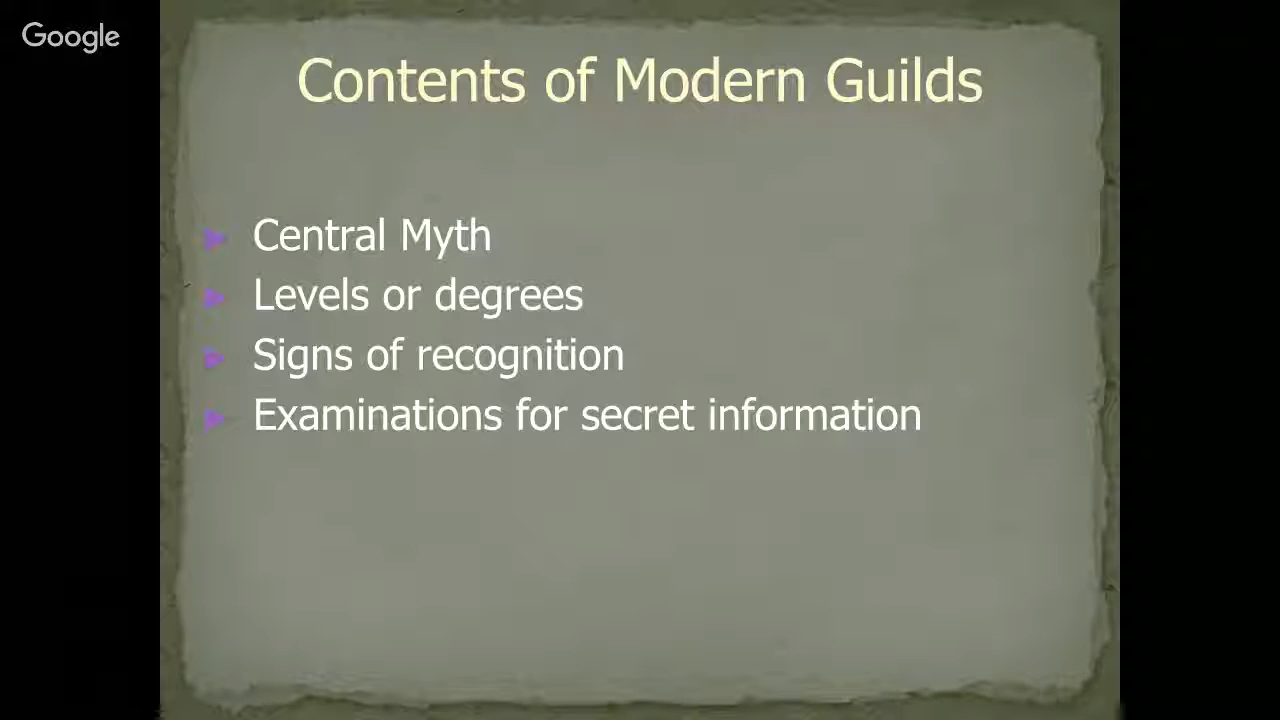 Google
Contents of Modern Guilds
Central Myth
Levels or degrees
Signs of recognition
Examinations for secret information